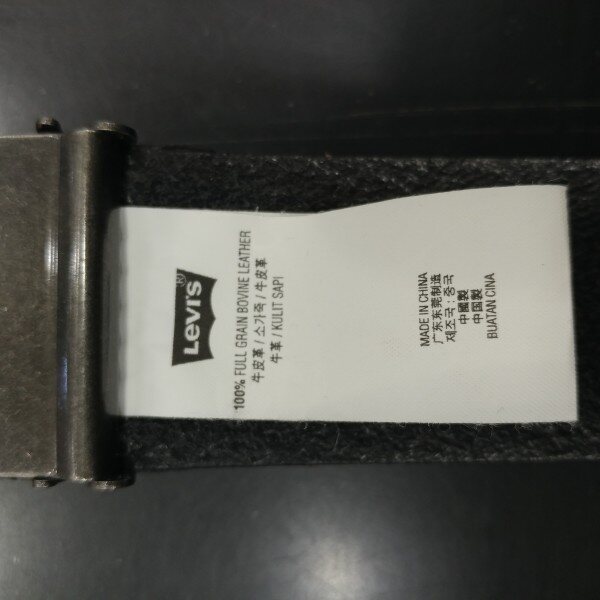 Levi's®
100% FULL GRAIN BOVINE LEATHER
牛皮革 / 소가죽 / 牛皮革
牛革 / KULIT SAPI
MADE IN CHINA
广东东莞制造
제조국 : 중국
中國製
中国製
BUATAN CINA